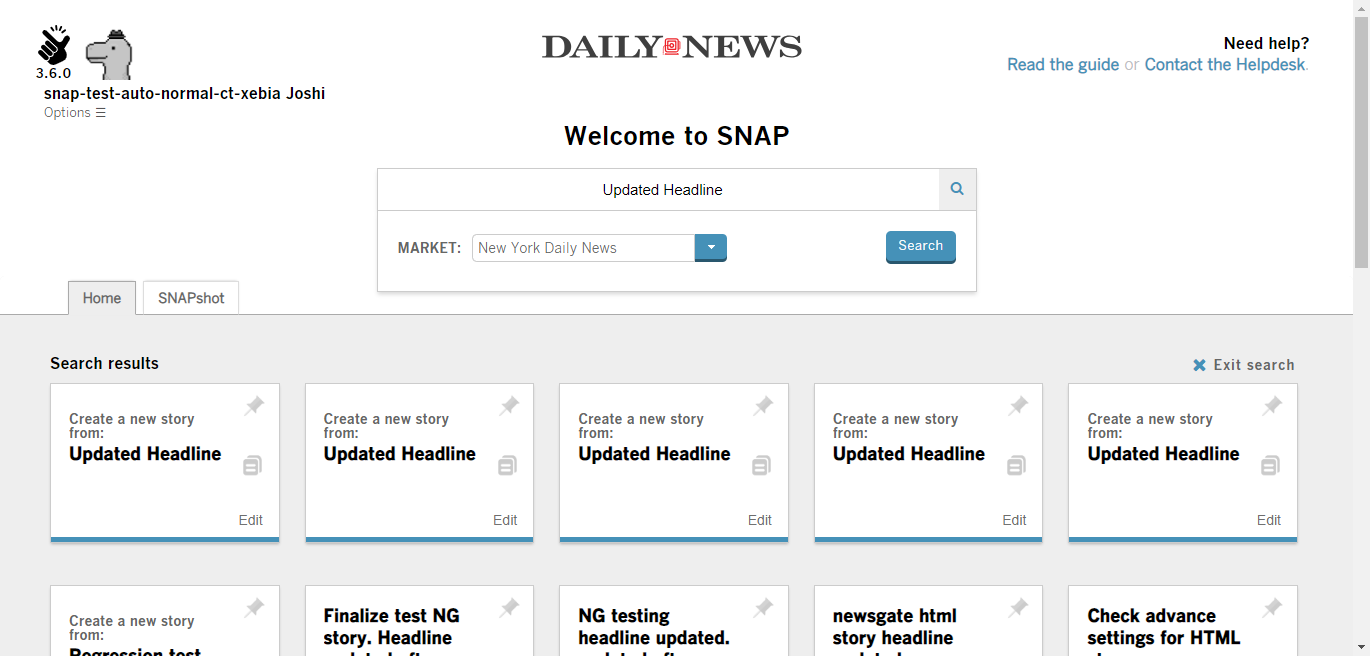 3.6.0
snap-test-auto-normal-ct-xebia Joshi
Options
DAILY NEWS
Need help?
Read the guide or Contact the Helpdesk.
Welcome to SNAP
Updated Headline
MARKET: New York Daily News
Search
Home
SNAPshot
Search results
Exit search
Create a new story
from:
Updated Headline
Edit
Create a new story
from:
Updated Headline
Edit
Create a new story
from:
Updated Headline
Edit
Create a new story
from:
Updated Headline
Edit
Create a new story
from:
Updated Headline
Edit
Create a new story
from:
Regression test
Finalize test NG
story. Headline
NG testing
headline updated.
newsgate html
story headline
Check advance
settings for HTML